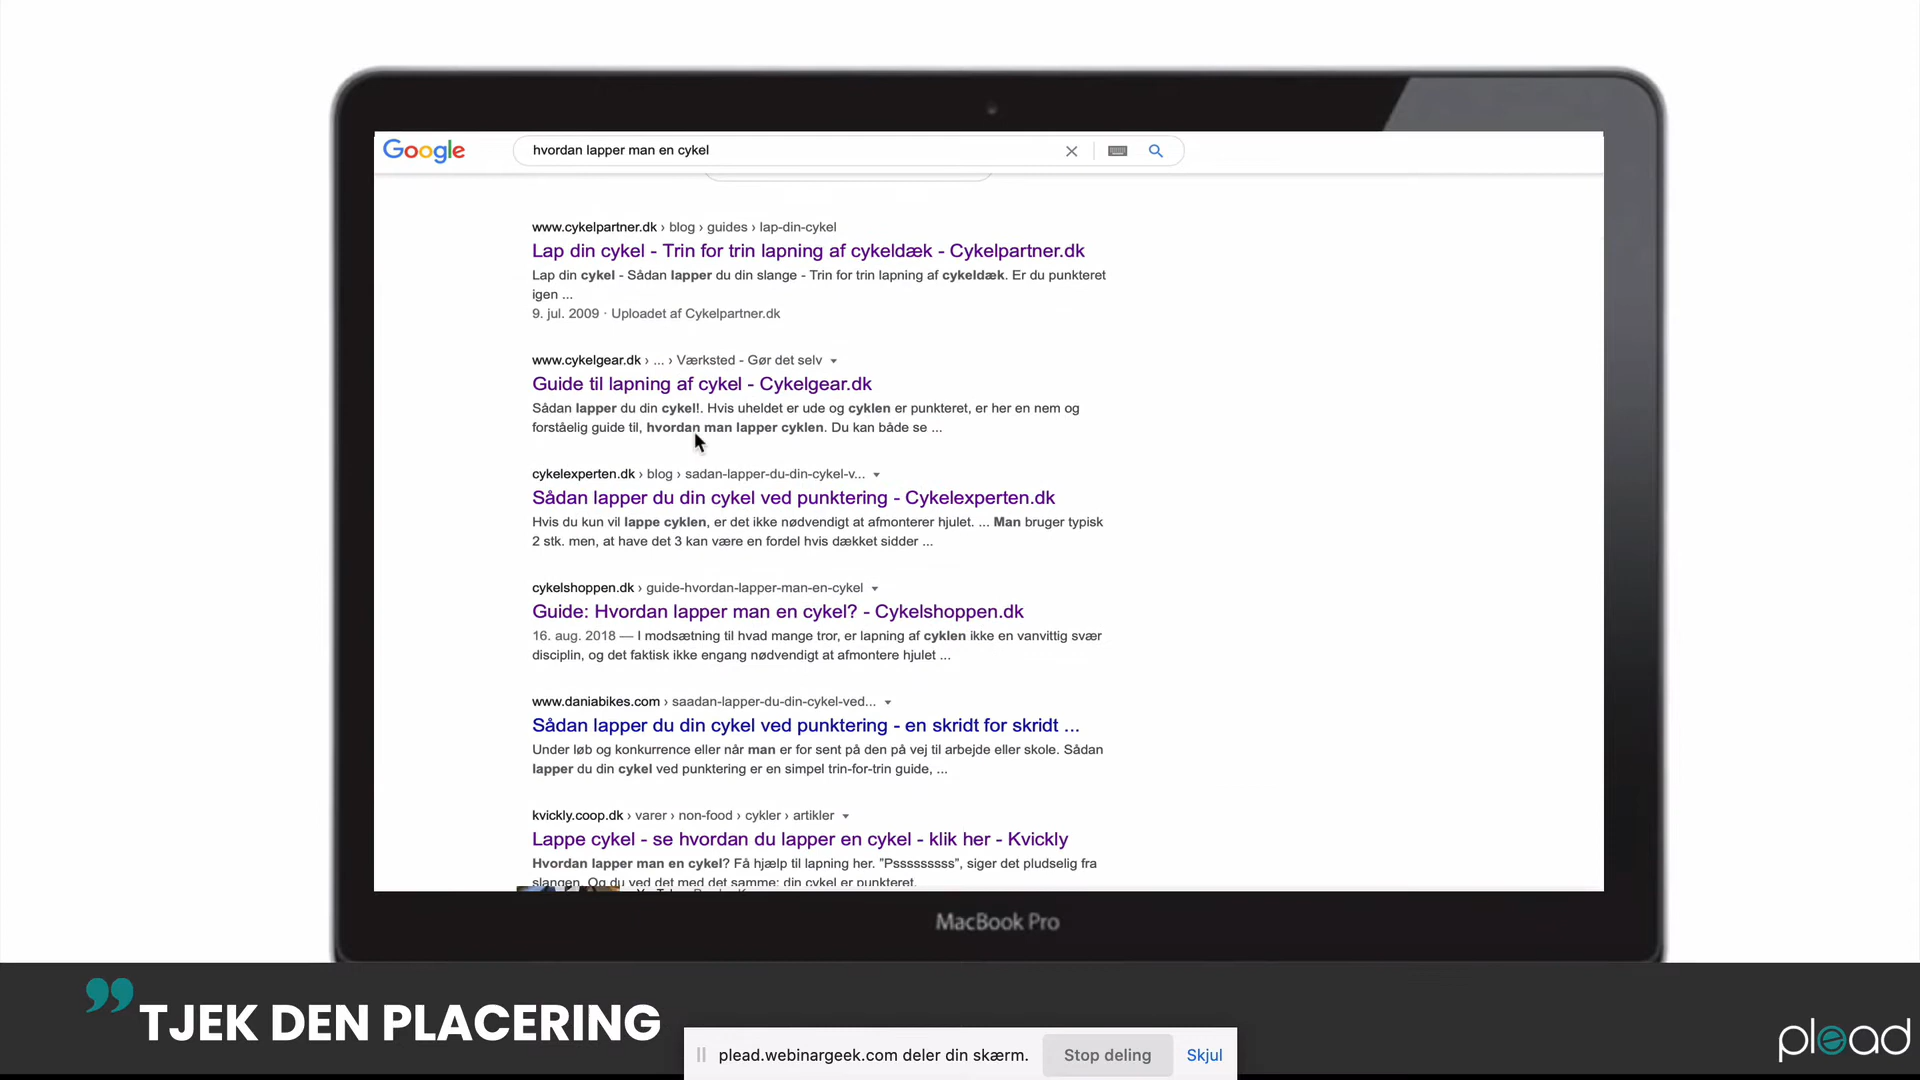 Google
hvordan lapper man en cykel
www.cykelpartner.dk › blog › guides › lap-din-cykel
Lap din cykel - Trin for trin lapning af cykeldæk - Cykelpartner.dk
Lap din cykel - Sådan lapper du din slange - Trin for trin lapning af cykeldæk. Er du punkteret
igen ...
9. jul. 2009 · Uploadet af Cykelpartner.dk
www.cykelgear.dk › ... › Værksted - Gør det selv
Guide til lapning af cykel - Cykelgear.dk
Sådan lapper du din cykel!. Hvis uheldet er ude og cyklen er punkteret, er her en nem og
forståelig guide til, hvordan man lapper cyklen. Du kan både se ...
cykelexperten.dk › blog › sadan-lapper-du-din-cykel-v...
Sådan lapper du din cykel ved punktering - Cykelexperten.dk
Hvis du kun vil lappe cyklen, er det ikke nødvendigt at afmonterer hjulet. ... Man bruger typisk
2 stk. men, at have det 3 kan være en fordel hvis dækket sidder ...
cykelshoppen.dk › guide-hvordan-lapper-man-en-cykel
Guide: Hvordan lapper man en cykel? - Cykelshoppen.dk
16. aug. 2018 — I modsætning til hvad mange tror, er lapning af cyklen ikke en vanvittig svær
disciplin, og det faktisk ikke engang nødvendigt at afmontere hjulet ...
www.daniabikes.com › saadan-lapper-du-din-cykel-ved...
Sådan lapper du din cykel ved punktering - en skridt for skridt ...
Under løb og konkurrence eller når man er for sent på den på vej til arbejde eller skole. Sådan
lapper du din cykel ved punktering er en simpel trin-for-trin guide, ...
kvickly.coop.dk › varer › non-food › cykler › artikler
Lappe cykel - se hvordan du lapper en cykel - klik her - Kvickly
Hvordan lapper man en cykel? Få hjælp til lapning her. ”Psssssssss”, siger det pludselig fra
slangen. Og du ved det med det samme: din cykel er punkteret.
MacBook Pro
” TJEK DEN PLACERING
plead.webinargeek.com deler din skærm.
Stop deling
Skjul
plead